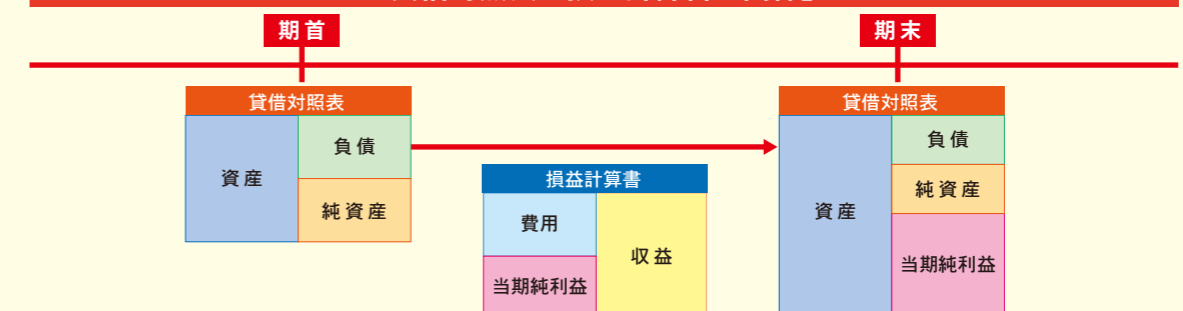 期首
期末
貸借対照表
資産
負債
純資産
損益計算書
費用
当期純利益
収益
貸借対照表
資産
負債
純資産
当期純利益